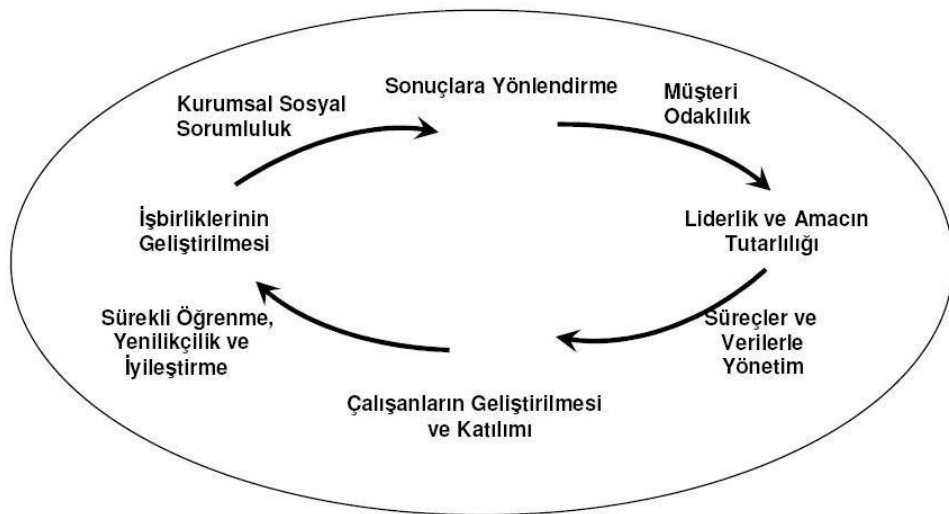 Sonuçlara Yönlendirme
Müşteri
Odaklılık
Liderlik ve Amacın
Tutarlılığı
Süreçler ve
Verilerle
Yönetim
Çalışanların Geliştirilmesi
ve Katılımı
Sürekli Öğrenme,
Yenilikçilik ve
İyileştirme
İşbirliklerinin
Geliştirilmesi
Kurumsal Sosyal
Sorumluluk